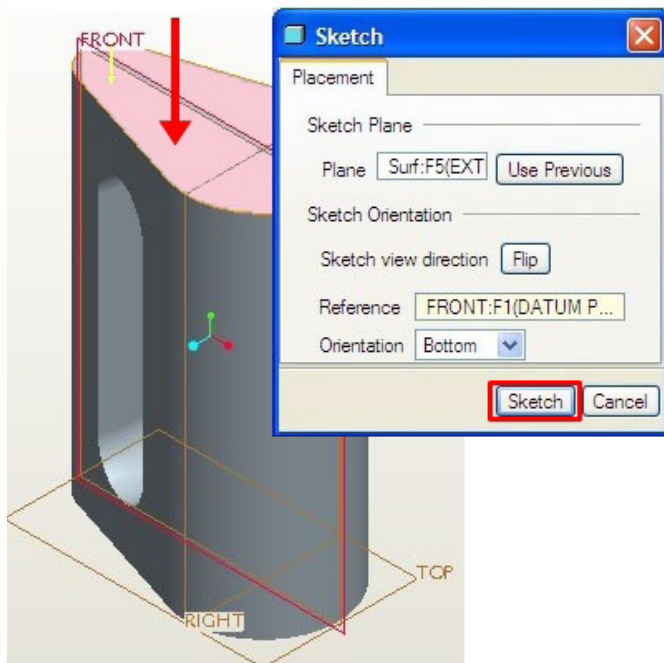 FRONT
Sketch
Placement
Sketch Plane
Plane Surf:F5(EXT Use Previous
Sketch Orientation
Sketch view direction Flip
Reference FRONT:F1(DATUM P...
Orientation Bottom
Sketch Cancel
TOP
RIGHT